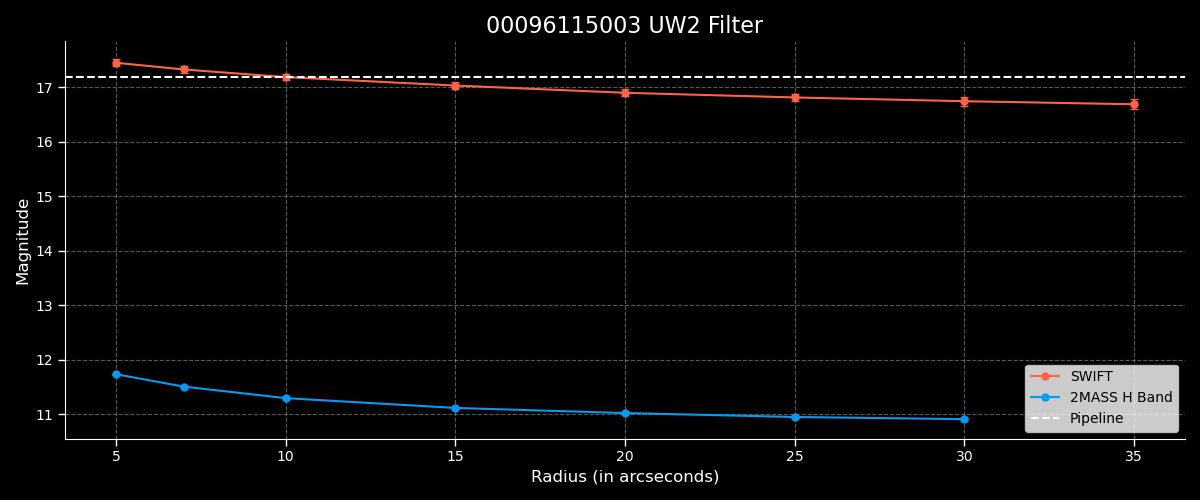 00096115003 UW2 Filter
Magnitude
17
16
15
14
13
12
11
5
10
15
20
25
30
35
Radius (in arcseconds)
SWIFT
2MASS H Band
Pipeline